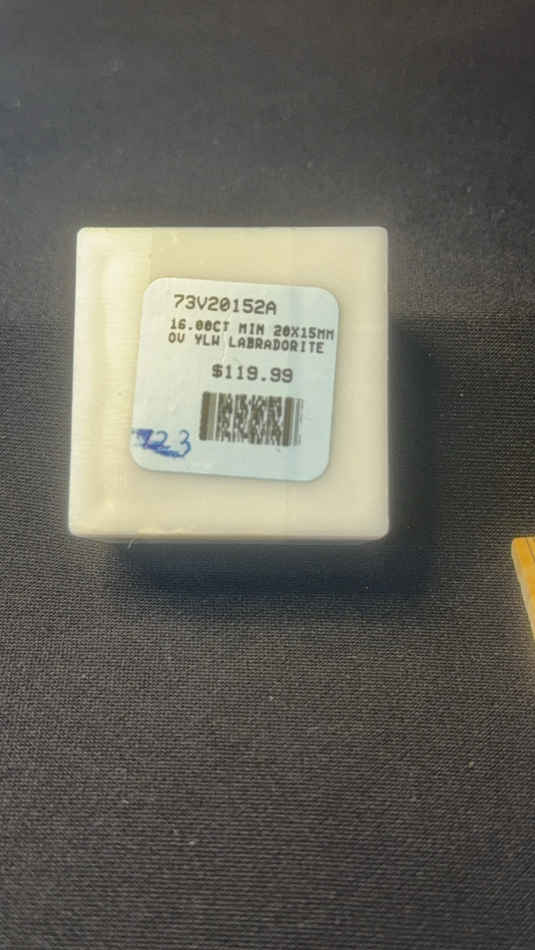 73V20152A
16.00CT MIN 20X15MM
OV YLW LABRADORITE
$119.99